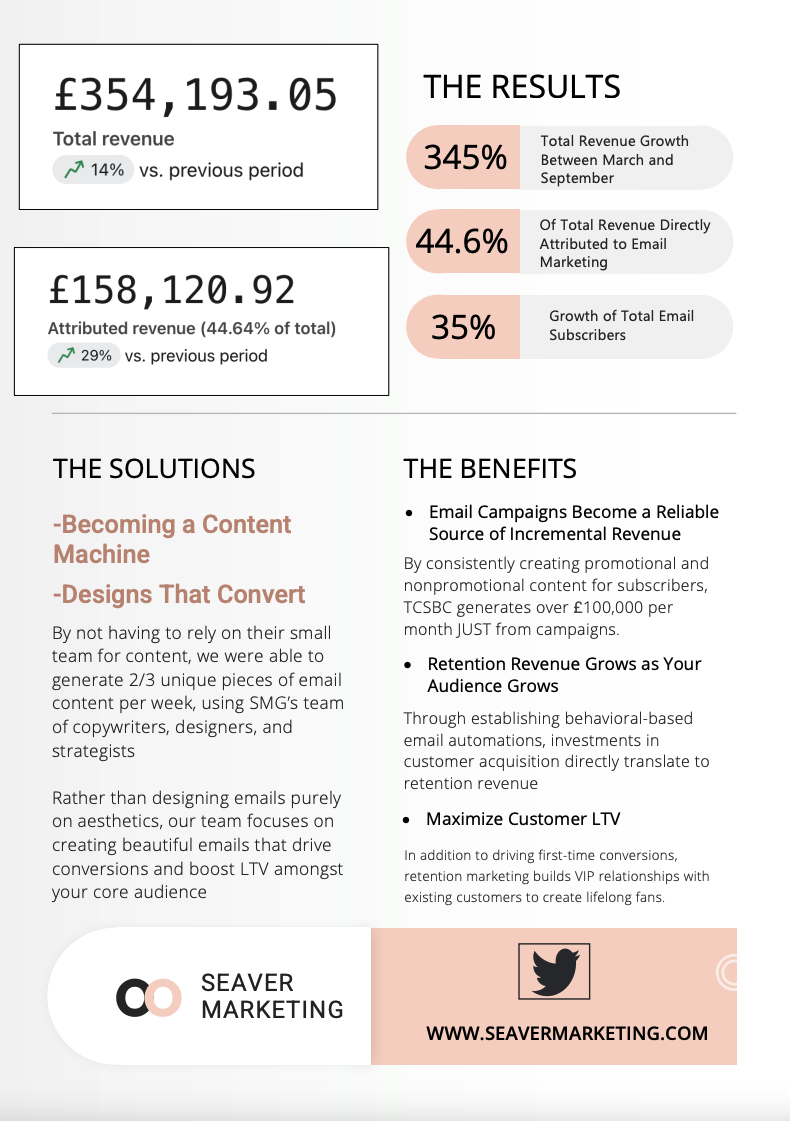 £354,193.05
Total revenue
14% vs. previous period
£158,120.92
Attributed revenue (44.64% of total)
29% vs. previous period
THE RESULTS
345%
Total Revenue Growth
Between March and
September
44.6%
Of Total Revenue Directly
Attributed to Email
Marketing
35%
Growth of Total Email
Subscribers
THE SOLUTIONS
-Becoming a Content
Machine
-Designs That Convert
By not having to rely on their small
team for content, we were able to
generate 2/3 unique pieces of email
content per week, using SMG’s team
of copywriters, designers, and
strategists
Rather than designing emails purely
on aesthetics, our team focuses on
creating beautiful emails that drive
conversions and boost LTV amongst
your core audience
THE BENEFITS
• Email Campaigns Become a Reliable
Source of Incremental Revenue
By consistently creating promotional and
nonpromotional content for subscribers,
TCSBC generates over £100,000 per
month JUST from campaigns.
• Retention Revenue Grows as Your
Audience Grows
Through establishing behavioral-based
email automations, investments in
customer acquisition directly translate to
retention revenue
• Maximize Customer LTV
In addition to driving first-time conversions,
retention marketing builds VIP relationships with
existing customers to create lifelong fans.
SEAVER
MARKETING
WWW.SEAVERMARKETING.COM